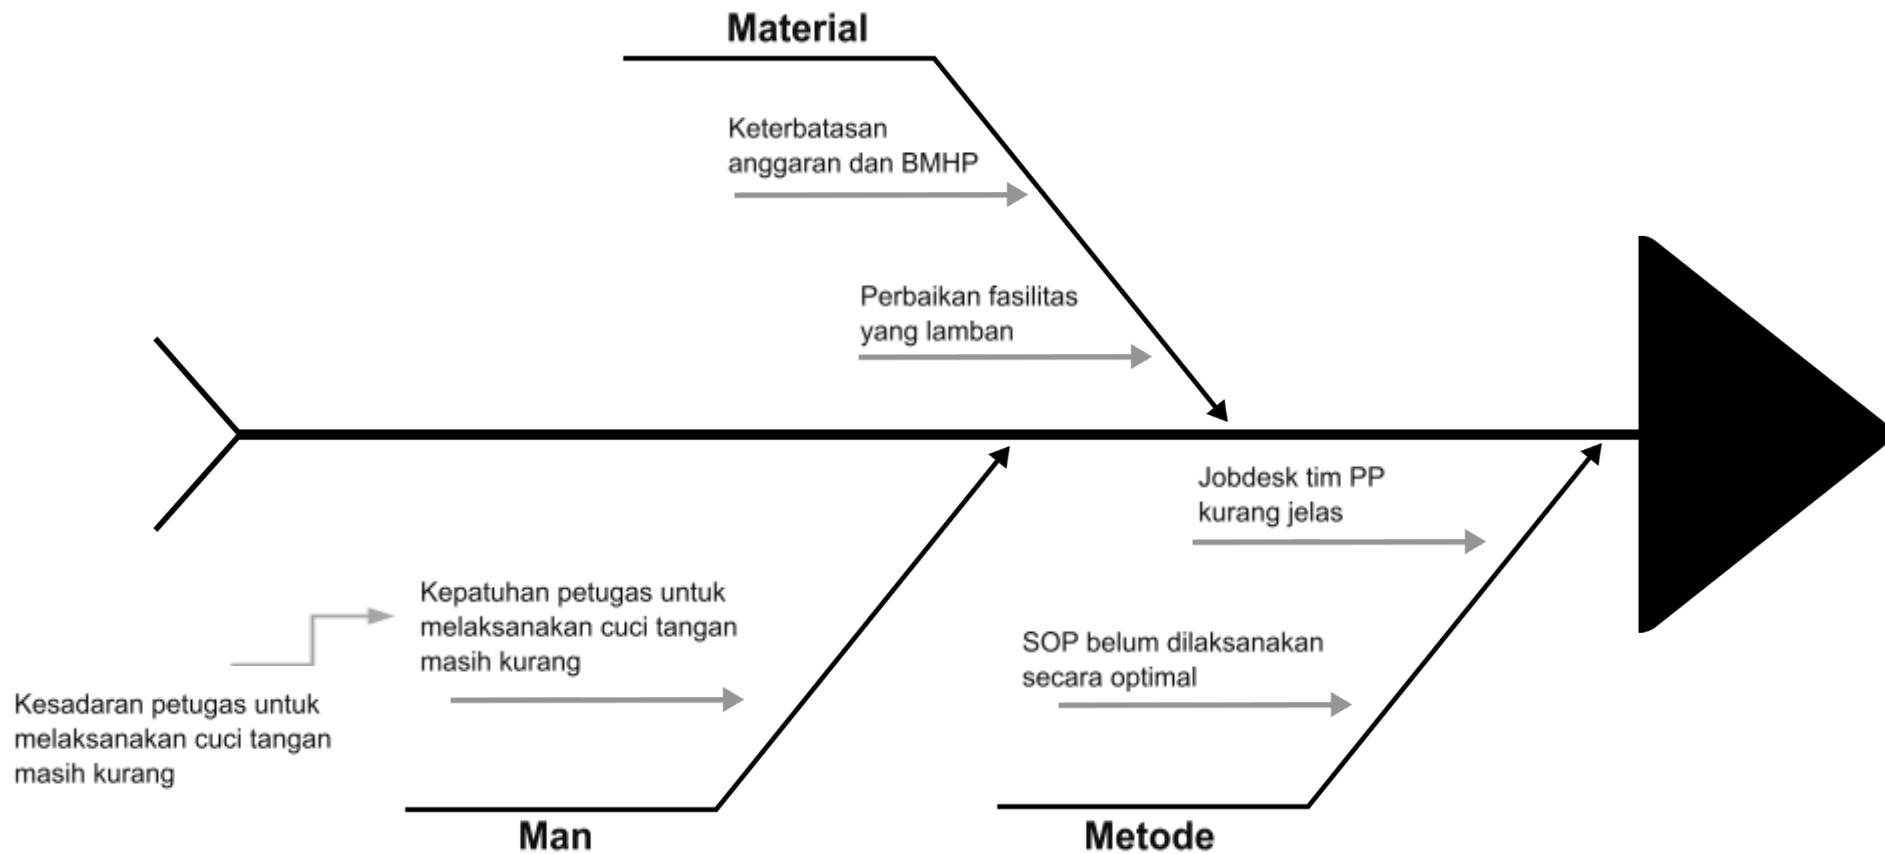 Material
Keterbatasan
anggaran dan BMHP
Perbaikan fasilitas
yang lamban
Jobdesk tim PP
kurang jelas
Kepatuhan petugas untuk
melaksanakan cuci tangan
masih kurang
SOP belum dilaksanakan
secara optimal
Kesadaran petugas untuk
melaksanakan cuci tangan
masih kurang
Man
Metode